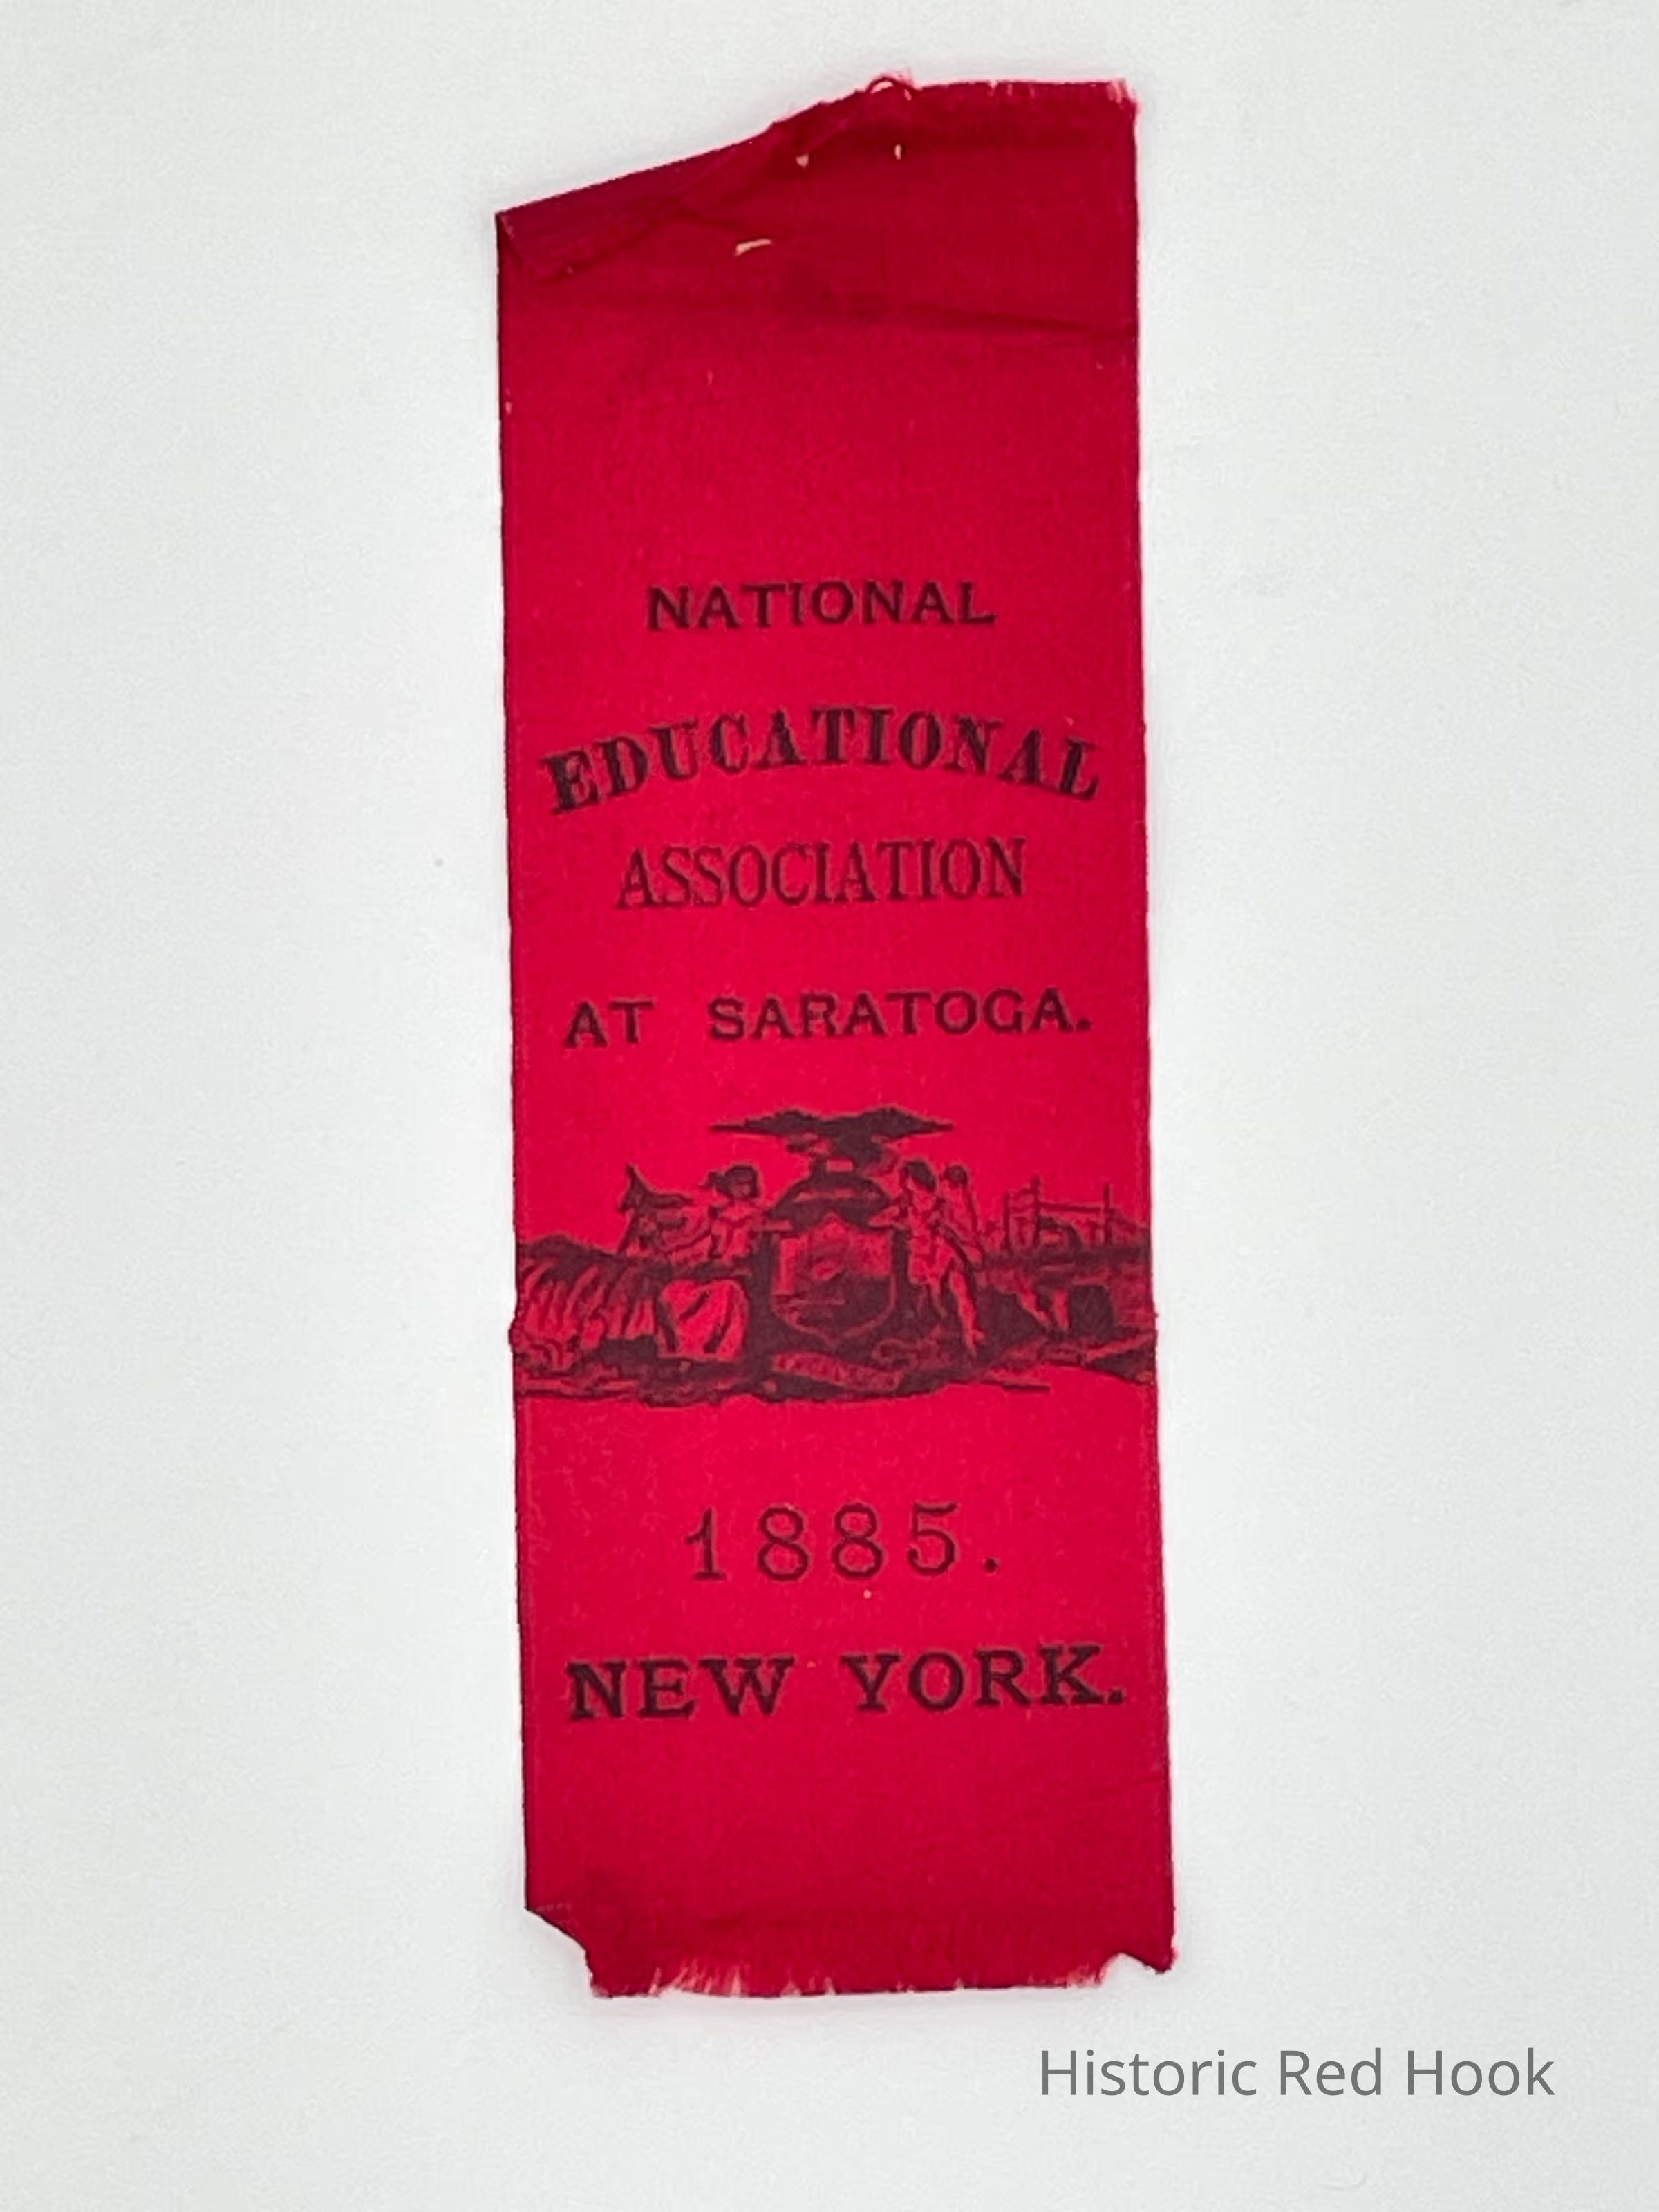 NATIONAL
EDUCATIONAL
ASSOCIATION
AT SARATOGA.
1885.
NEW YORK.
Historic Red Hook